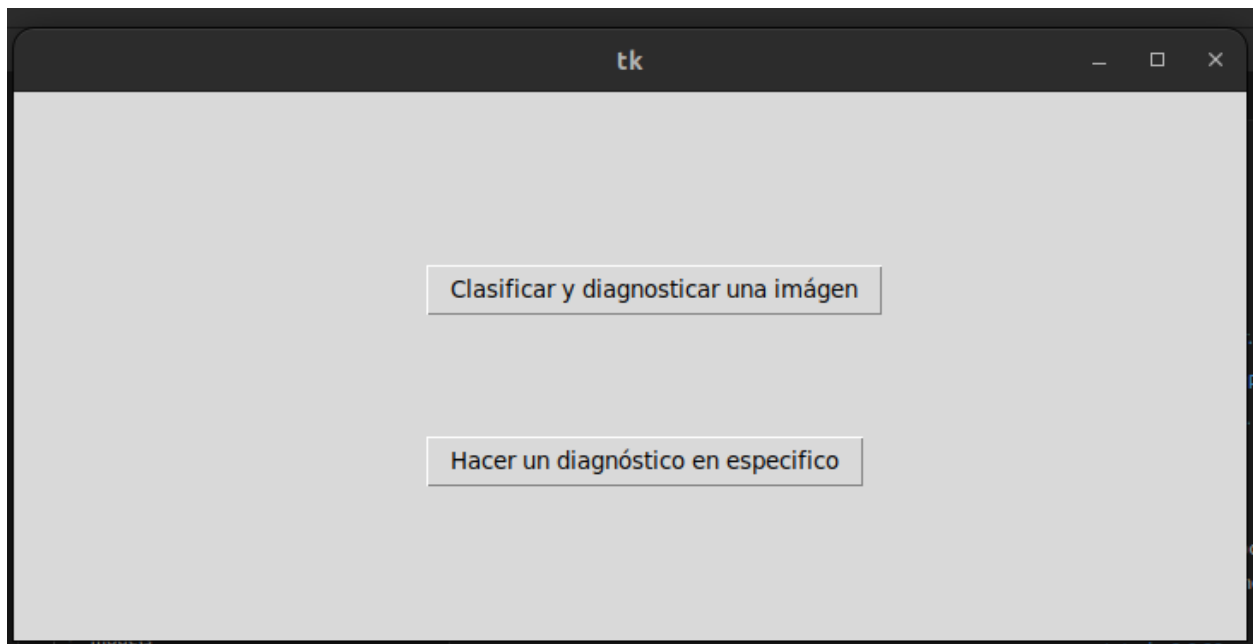 tk
Clasificar y diagnosticar una imágen
Hacer un diagnóstico en especifico